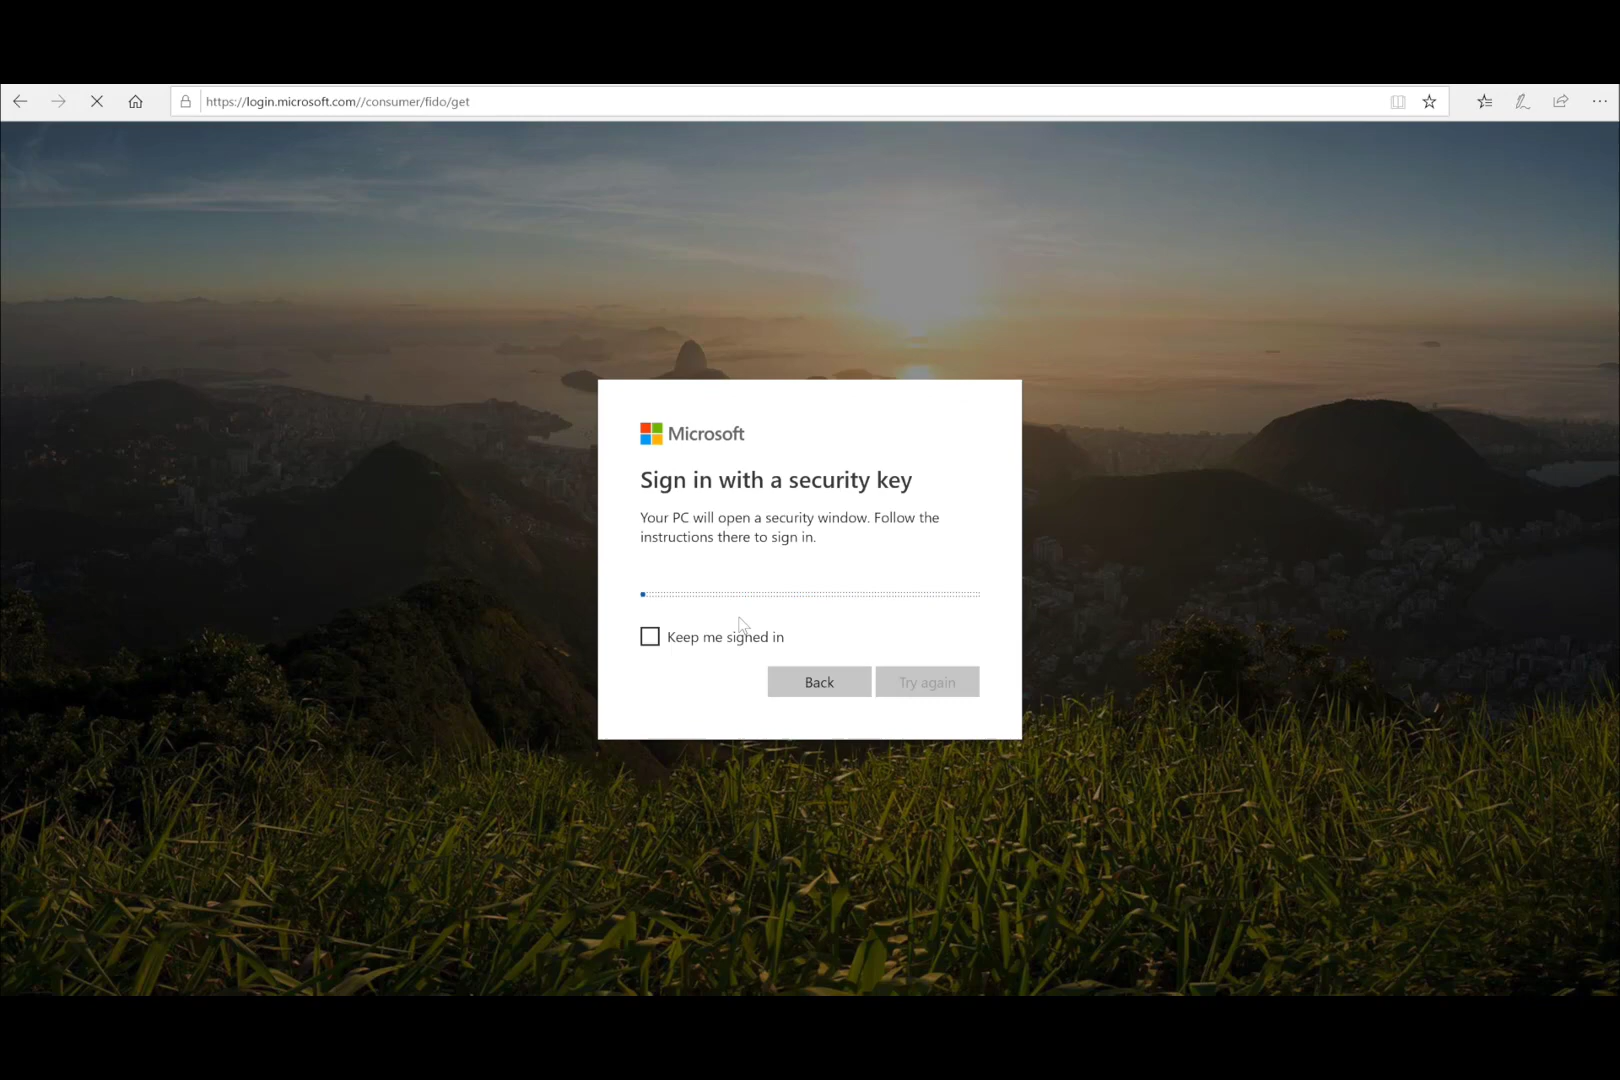 https://login.microsoft.com//consumer/fido/get
Microsoft
Sign in with a security key
Your PC will open a security window. Follow the
instructions there to sign in.
Keep me signed in
Back
Try again